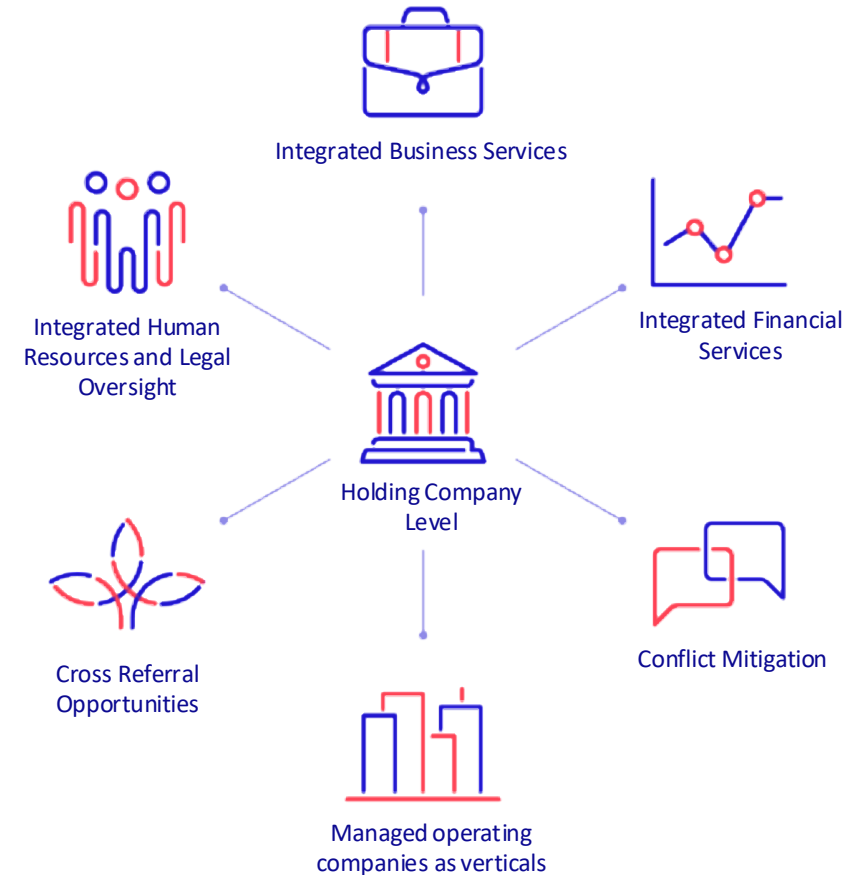 Integrated Business Services
Integrated Human
Resources and Legal
Oversight
Integrated Financial
Services
Holding Company
Level
Cross Referral
Opportunities
Conflict Mitigation
Managed operating
companies as verticals